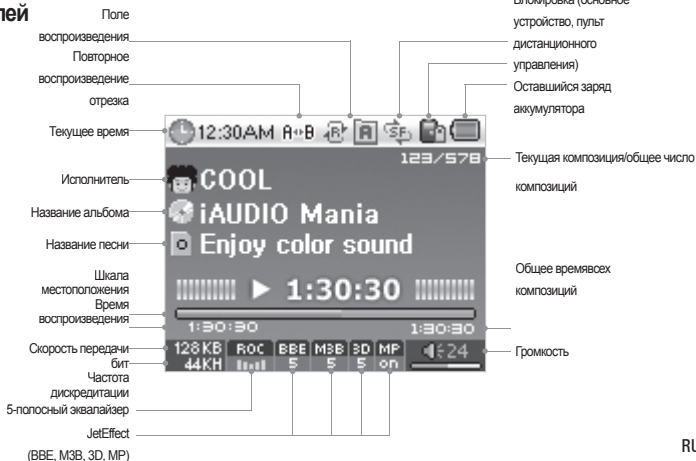 лей
Поле
воспроизведения
Повторное
воспроизведение
отрезка
Текущее время
Исполнитель
Название альбома
Название песни
Шкала
местоположения
Время
воспроизведения
Скорость передачи
бит
Частота
дискредитации
5-полосный эквалайзер
JetEffect
(BBE, M3B, 3D, MP)
12:30AM A↔B R A SF
123/578
COOL
iAUDIO Mania
Enjoy color sound
1:30:30
1:30:30 1:30:30
128KB ROC BBE M3B 3D MP 24
44KH 5 5 5 on
Блокировка (основное
устройство, пульт
дистанционного
управления)
Оставшийся заряд
аккумулятора
Текущая композиция/общее число
композиций
Общее времявсех
композиций
Громкость
RU